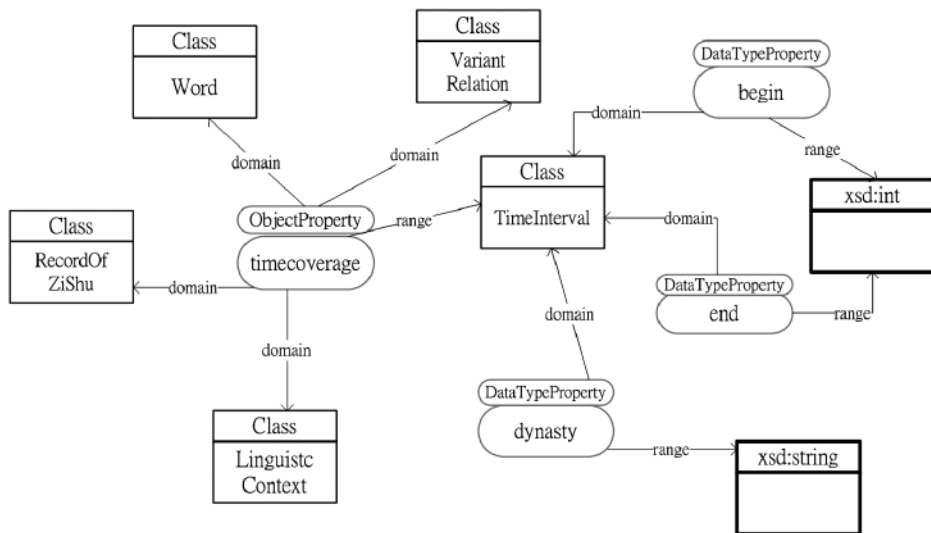 Class
Word
Class
Variant
Relation
DataTypeProperty
begin
domain
range
domain
domain
Class
TimeInterval
xsd:int
ObjectProperty
timecoverage
range
domain
Class
RecordOf
ZiShu
domain
DataTypeProperty
end
range
domain
domain
DataTypeProperty
dynasty
range
Class
Linguistc
Context
xsd:string